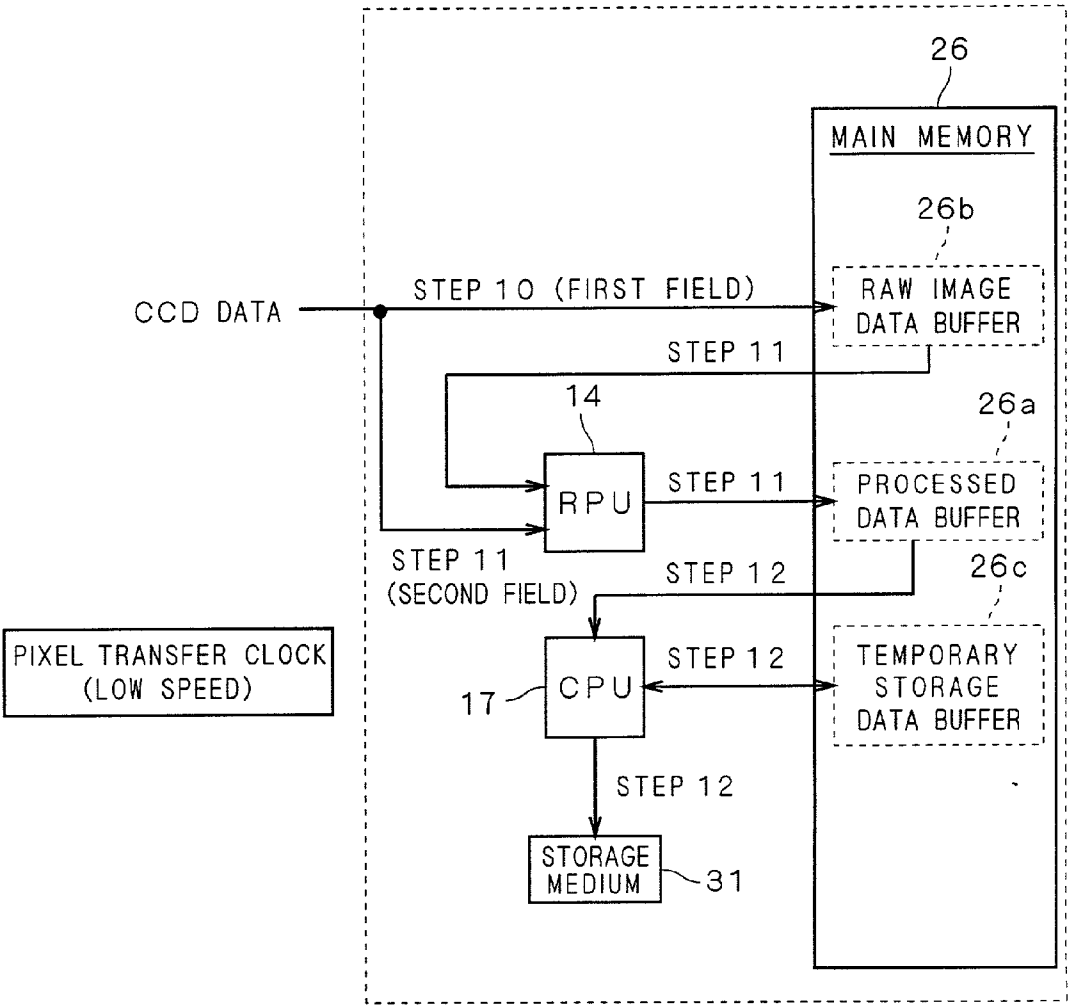 26
MAIN MEMORY
26b
STEP 10 (FIRST FIELD)
RAW IMAGE
DATA BUFFER
CCD DATA
STEP 11
14
26a
RPU
STEP 11
PROCESSED
DATA BUFFER
STEP 11
(SECOND FIELD)
STEP 12
26c
PIXEL TRANSFER CLOCK
(LOW SPEED)
17
CPU
STEP 12
TEMPORARY
STORAGE
DATA BUFFER
STEP 12
STORAGE
MEDIUM
31